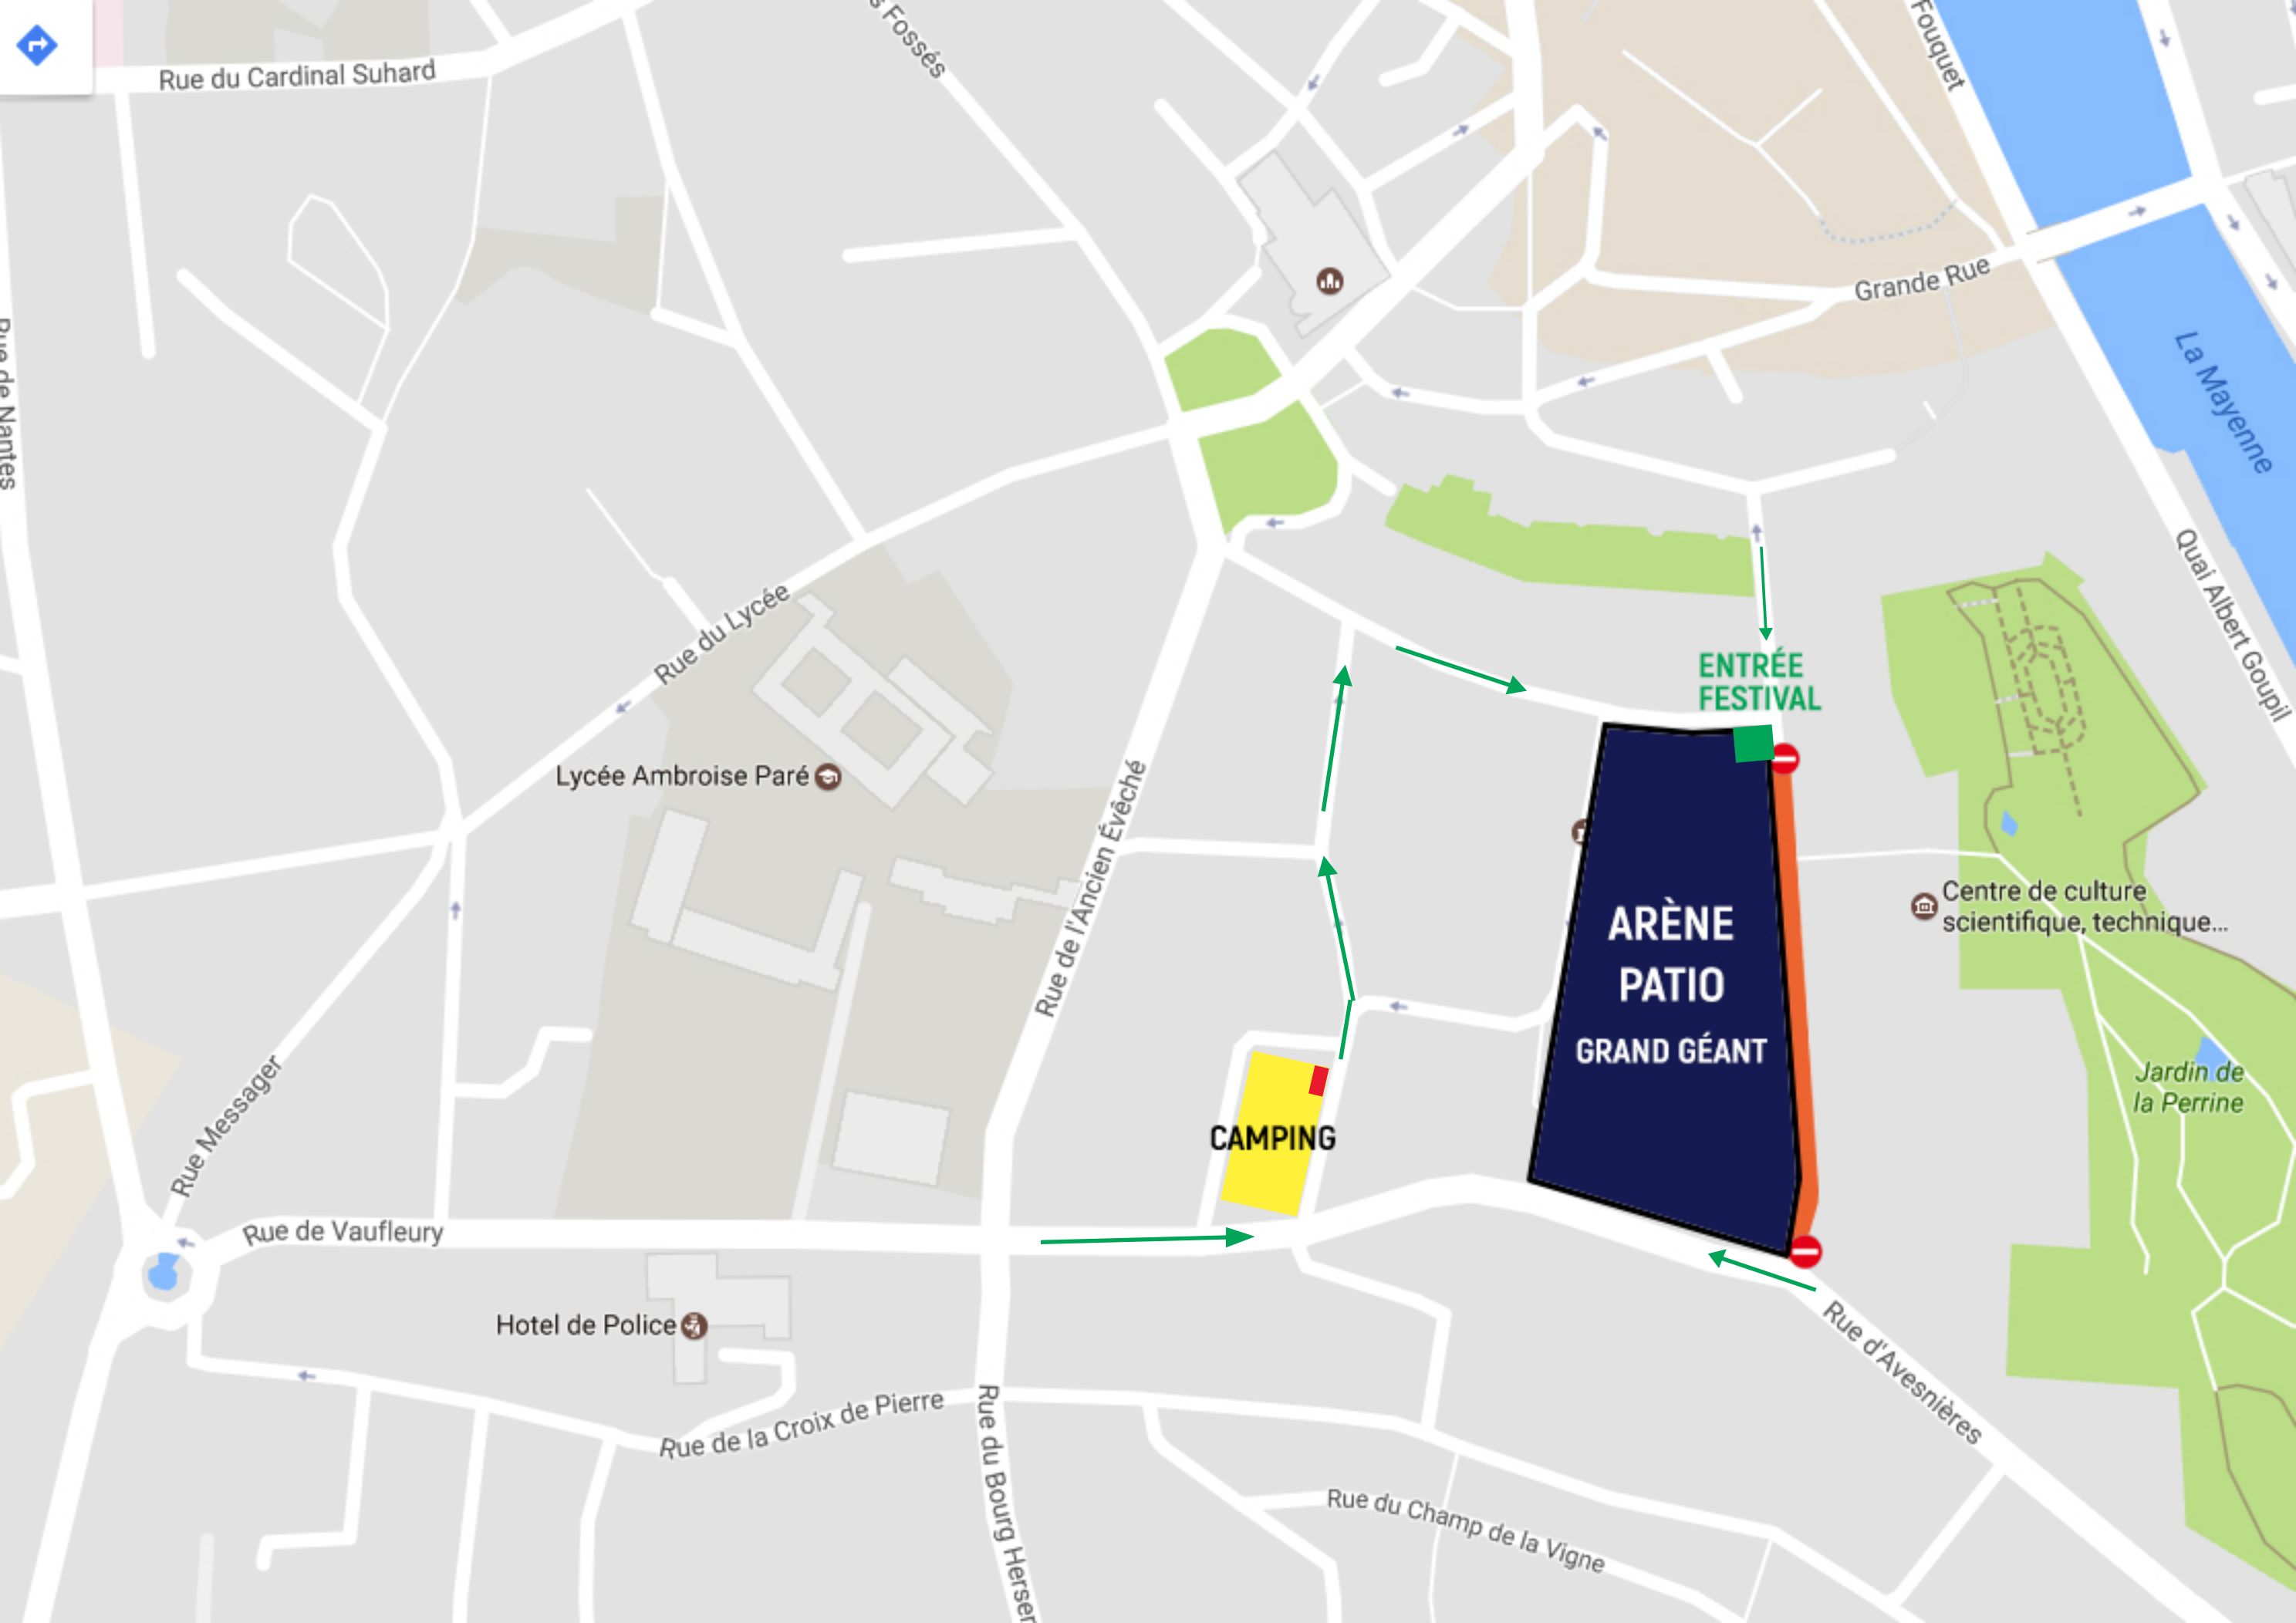 s Fossés
Fouquet
Rue du Cardinal Suhard
Grande Rue
La Mayenne
Rue de Nantes
Quai Albert Goupil
Rue du Lycée
ENTRÉE
FESTIVAL
Lycée Ambroise Paré
Rue de l'Ancien Évêché
ARÈNE
PATIO
GRAND GÉANT
Centre de culture
scientifique, technique...
Jardin de
la Perrine
Rue Messager
CAMPING
Rue de Vaufleury
Hotel de Police
Rue d'Avesnières
Rue de la Croix de Pierre
Rue du Bourg Herser
Rue du Champ de la Vigne